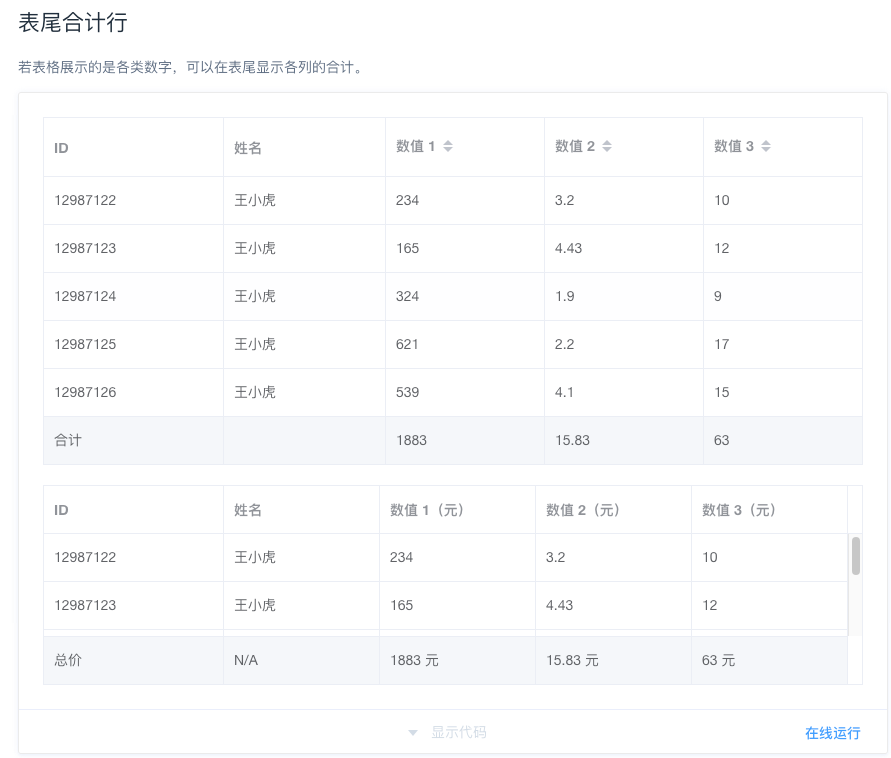 表尾合计行
若表格展示的是各类数字，可以在表尾显示各列的合计。
ID 姓名 数值 1 数值 2 数值 3
12987122 王小虎 234 3.2 10
12987123 王小虎 165 4.43 12
12987124 王小虎 324 1.9 9
12987125 王小虎 621 2.2 17
12987126 王小虎 539 4.1 15
合计 1883 15.83 63
ID 姓名 数值 1（元） 数值 2（元） 数值 3（元）
12987122 王小虎 234 3.2 10
12987123 王小虎 165 4.43 12
总价 N/A 1883 元 15.83 元 63 元
显示代码 在线运行